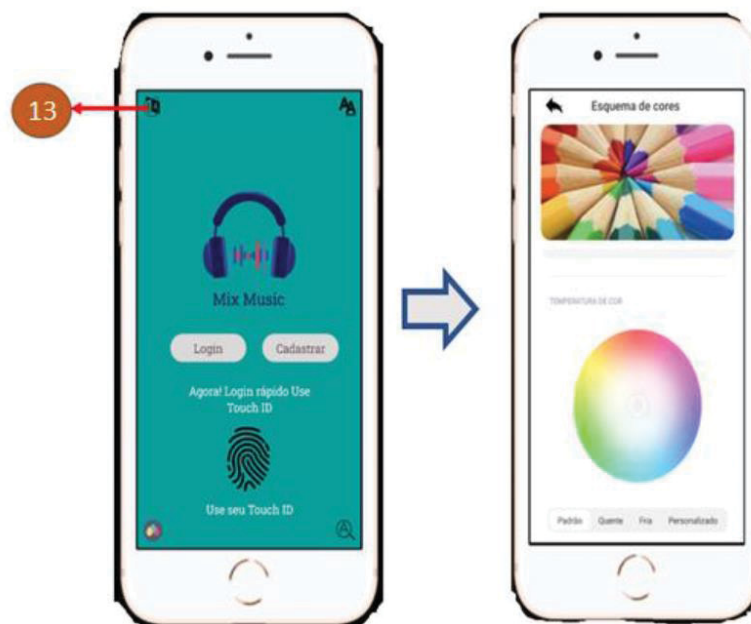 13
Mix Music
Login Cadastrar
Agora! Login rápido Use
Touch ID
Use seu Touch ID
Esquema de cores
TEMPERATURA DE COR
Padrão Quente Fria Personalizado